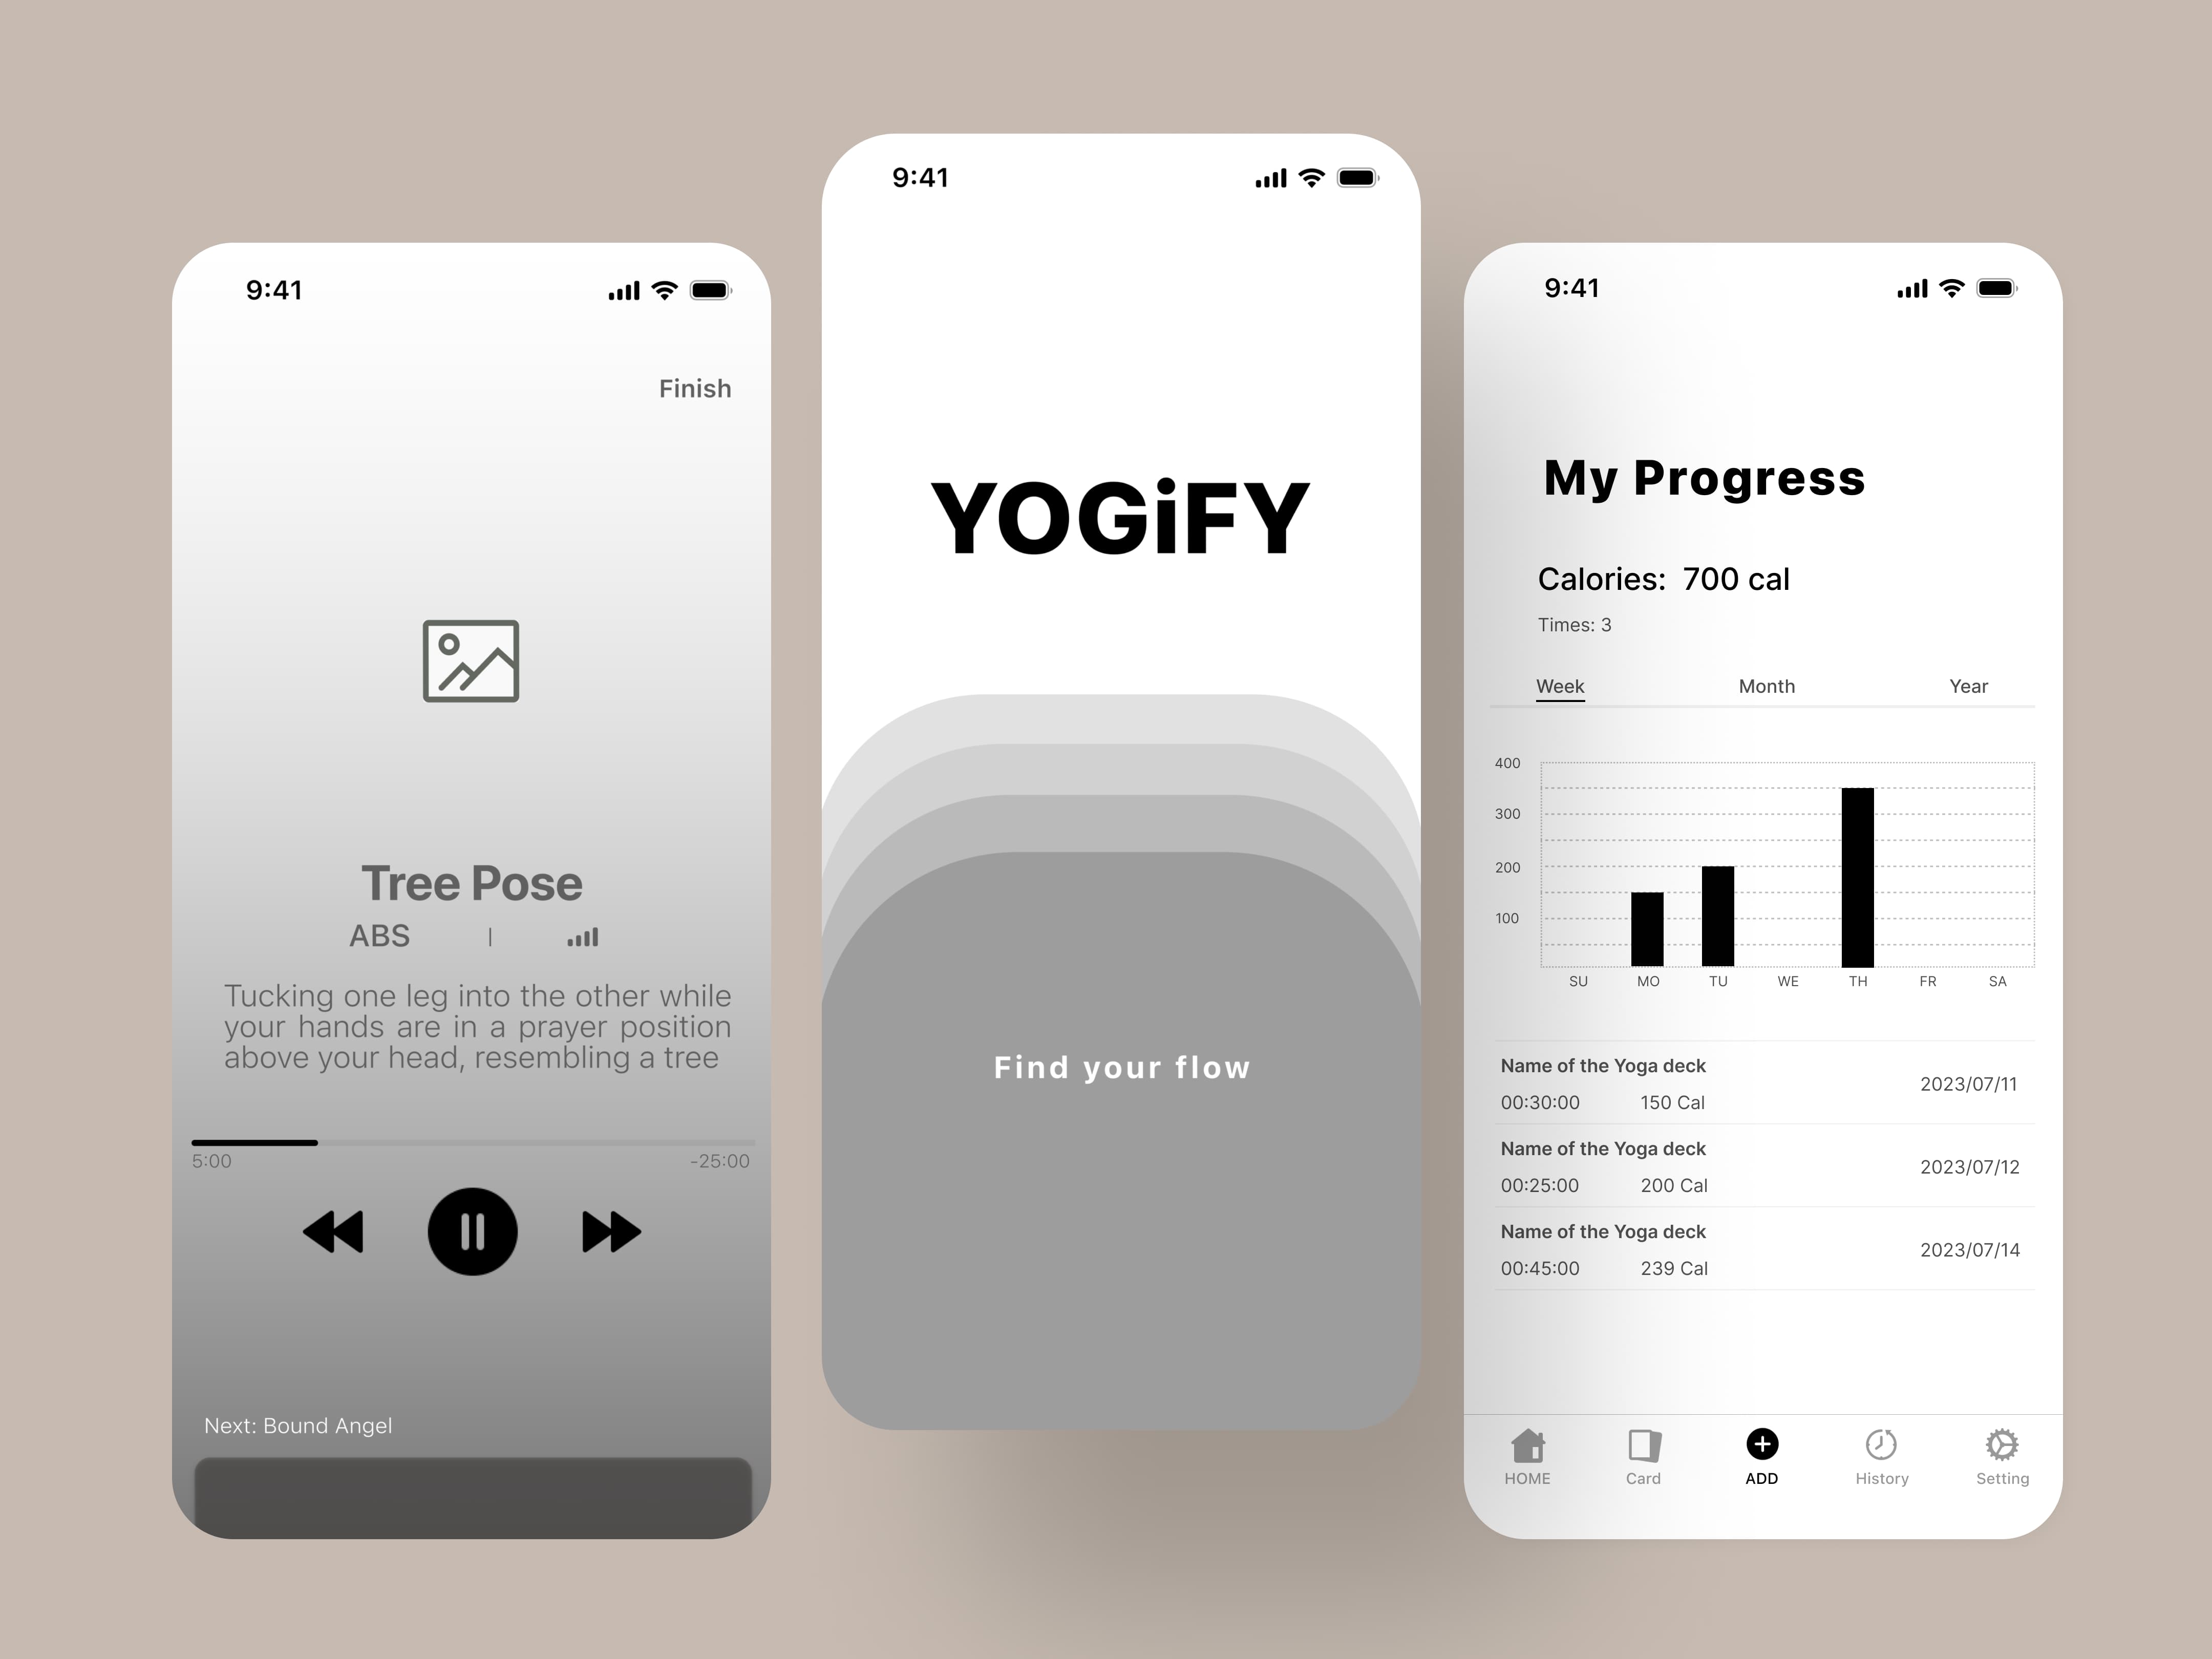 9:41
Finish
Tree Pose
ABS |
Tucking one leg into the other while
your hands are in a prayer position
above your head, resembling a tree
5:00 -25:00
Next: Bound Angel
9:41
YOGiFY
Find your flow
9:41
My Progress
Calories: 700 cal
Times: 3
Week Month Year
400
300
200
100
SU MO TU WE TH FR SA
Name of the Yoga deck
00:30:00 150 Cal
2023/07/11
Name of the Yoga deck
00:25:00 200 Cal
2023/07/12
Name of the Yoga deck
00:45:00 239 Cal
2023/07/14
HOME Card ADD History Setting